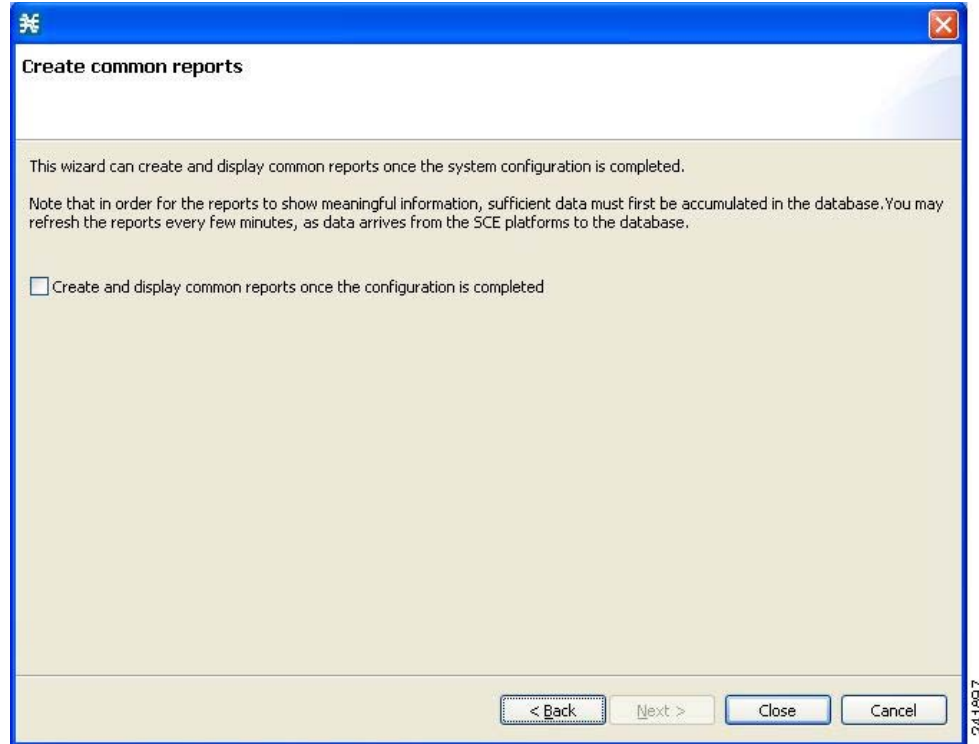 Create common reports
This wizard can create and display common reports once the system configuration is completed.
Note that in order for the reports to show meaningful information, sufficient data must first be accumulated in the database.You may
refresh the reports every few minutes, as data arrives from the SCE platforms to the database.
Create and display common reports once the configuration is completed
< Back
Next >
Close
Cancel
241897